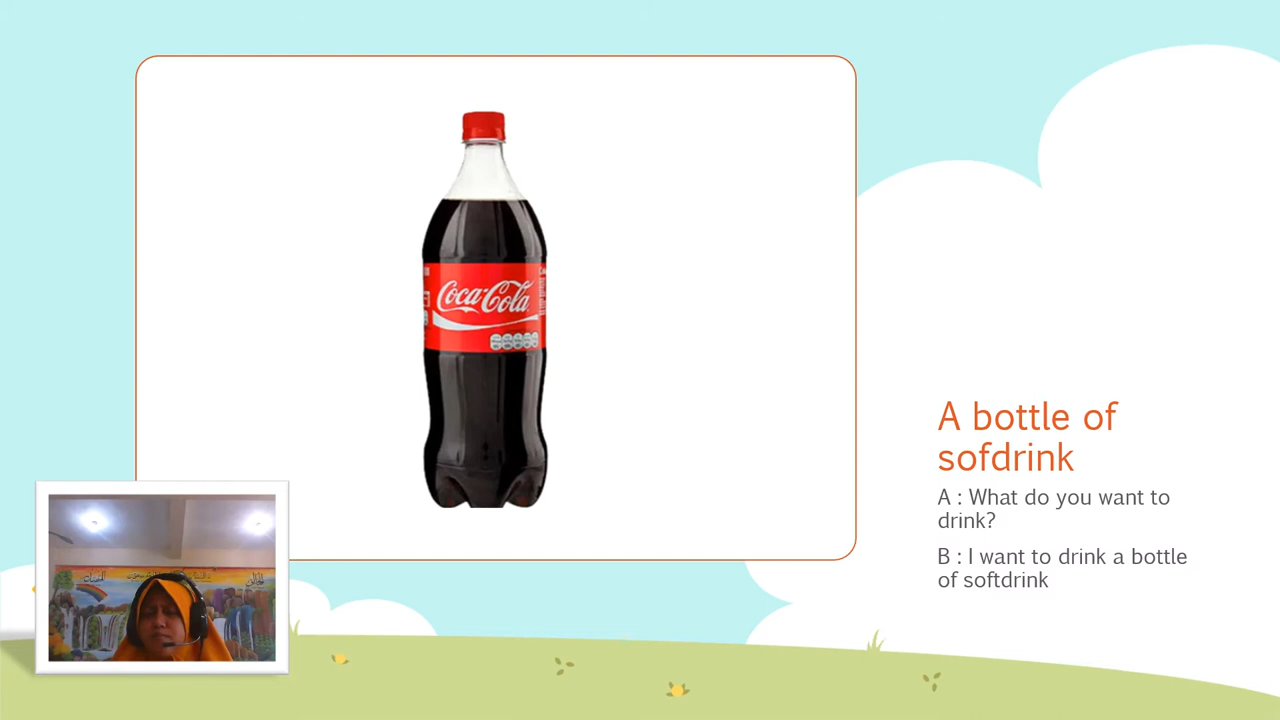 Coca-Cola
A bottle of
sofdrink
A : What do you want to
drink?
B : I want to drink a bottle
of softdrink